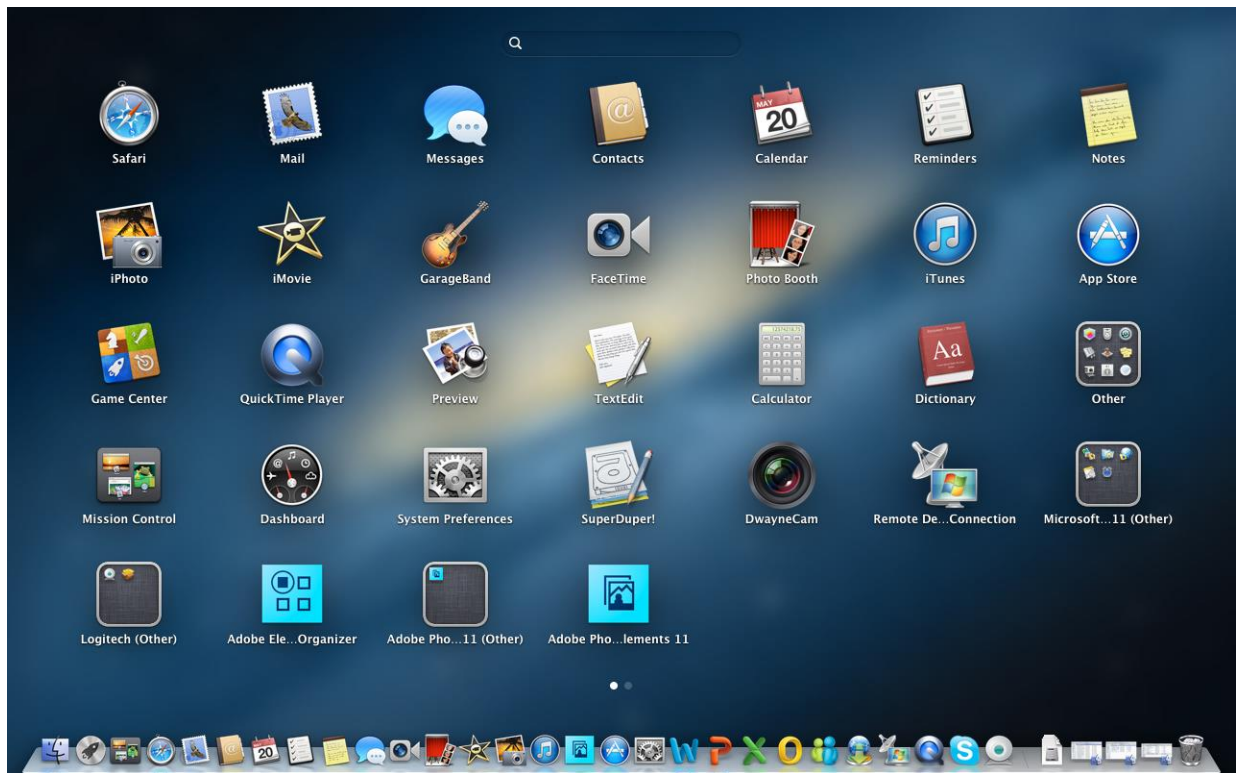 Safari
Mail
Messages
Contacts
MAY
20
Calendar
Reminders
Notes
iPhoto
iMovie
GarageBand
FaceTime
Photo Booth
iTunes
App Store
Game Center
QuickTime Player
Preview
TextEdit
Calculator
Aa
Dictionary
Other
Mission Control
Dashboard
System Preferences
SuperDuper!
DwayneCam
Remote De...Connection
Microsoft...11 (Other)
Logitech (Other)
Adobe Ele...Organizer
Adobe Pho...11 (Other)
Adobe Pho...lements 11
20